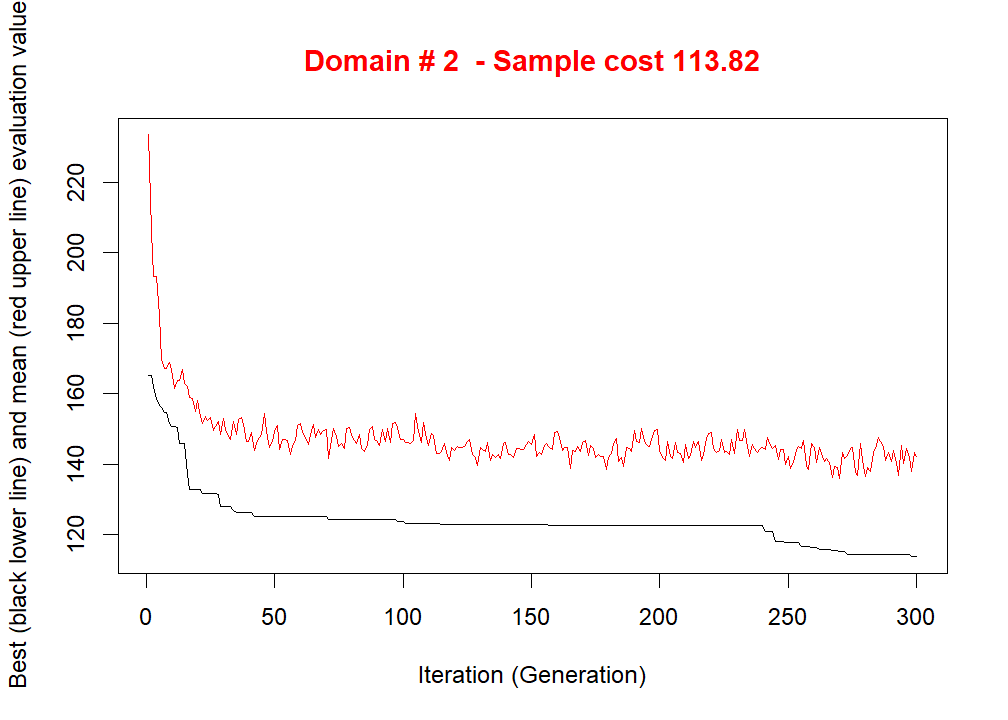 Domain # 2  - Sample cost 113.82
Best (black lower line) and mean (red upper line) evaluation value
220
200
180
160
140
120
0 50 100 150 200 250 300
Iteration (Generation)